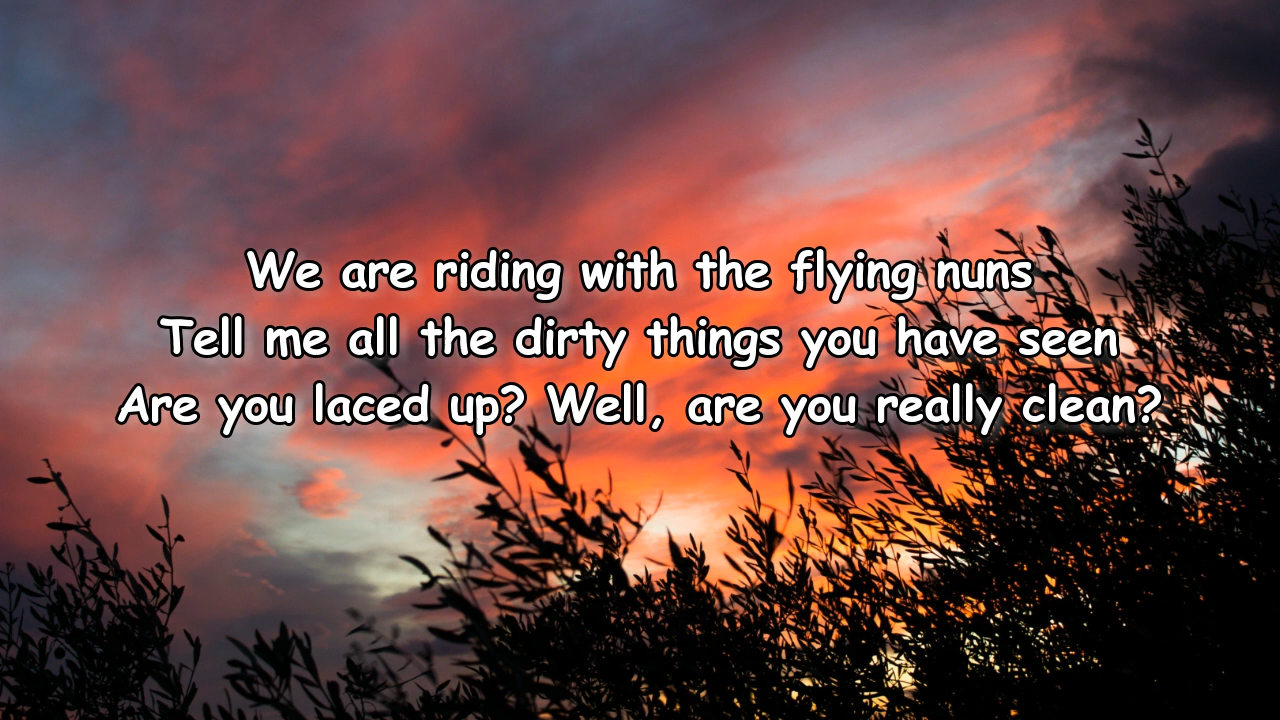 We are riding with the flying nuns
Tell me all the dirty things you have seen
Are you laced up? Well, are you really clean?